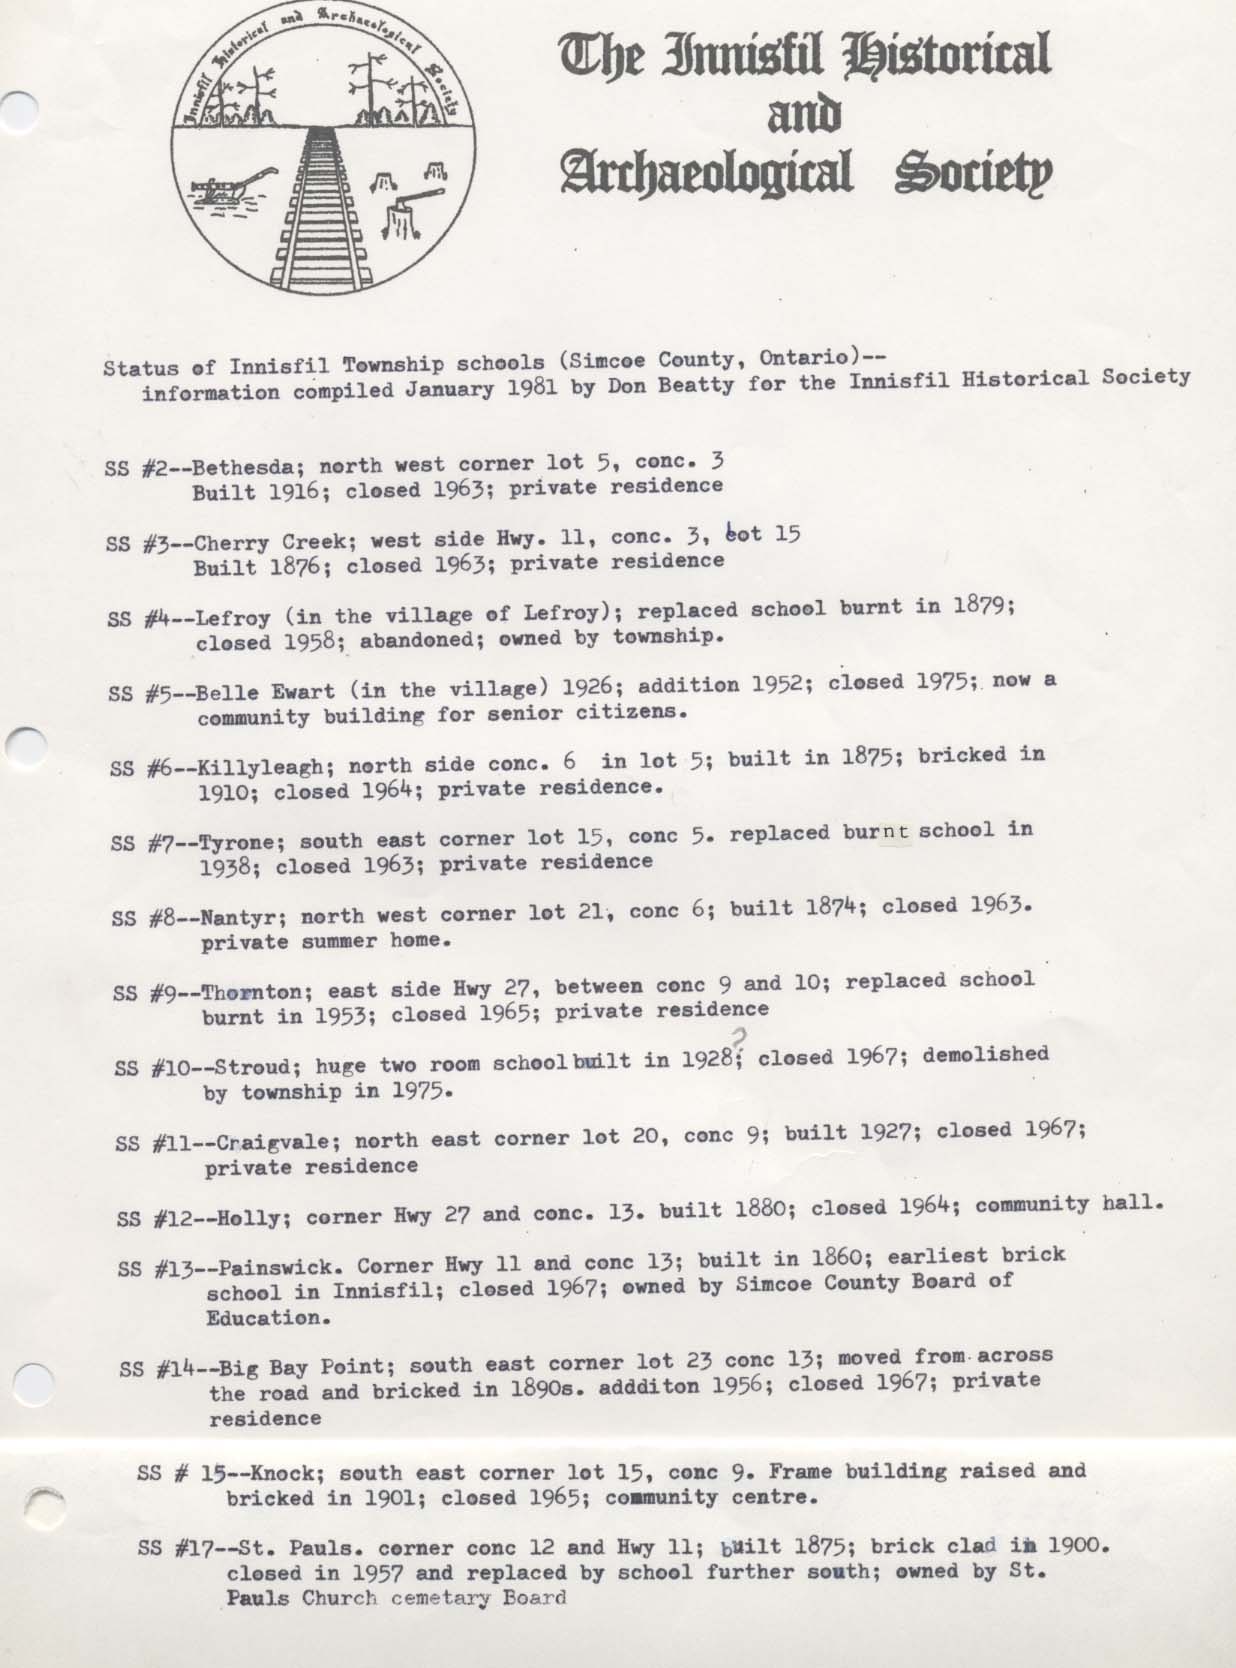 Innisfil Historical and Archaeological Society
The Innisfil Historical
and
Archaeological Society
Status of Innisfil Township schools (Simcoe County, Ontario)--
information compiled January 1981 by Don Beatty for the Innisfil Historical Society
SS #2--Bethesda; north west corner lot 5, conc. 3
Built 1916; closed 1963; private residence
SS #3--Cherry Creek; west side Hwy. 11, conc. 3, Lot 15
Built 1876; closed 1963; private residence
SS #4--Lefroy (in the village of Lefroy); replaced school burnt in 1879;
closed 1958; abandoned; owned by township.
SS #5--Belle Ewart (in the village) 1926; addition 1952; closed 1975; now a
community building for senior citizens.
SS #6--Killyleagh; north side conc. 6 in lot 5; built in 1875; bricked in
1910; closed 1964; private residence.
SS #7--Tyrone; south east corner lot 15, conc 5. replaced burnt school in
1938; closed 1963; private residence
SS #8--Nantyr; north west corner lot 21, conc 6; built 1874; closed 1963.
private summer home.
SS #9--Thornton; east side Hwy 27, between conc 9 and 10; replaced school
burnt in 1953; closed 1965; private residence
?
SS #10--Stroud; huge two room school built in 1928; closed 1967; demolished
by township in 1975.
SS #11--Craigvale; north east corner lot 20, conc 9; built 1927; closed 1967;
private residence
SS #12--Holly; corner Hwy 27 and conc. 13. built 1880; closed 1964; community hall.
SS #13--Painswick. Corner Hwy 11 and conc 13; built in 1860; earliest brick
school in Innisfil; closed 1967; owned by Simcoe County Board of
Education.
SS #14--Big Bay Point; south east corner lot 23 conc 13; moved from across
the road and bricked in 1890s. addditon 1956; closed 1967; private
residence
SS # 15--Knock; south east corner lot 15, conc 9. Frame building raised and
bricked in 1901; closed 1965; community centre.
SS #17--St. Pauls. corner conc 12 and Hwy 11; built 1875; brick clad in 1900.
closed in 1957 and replaced by school further south; owned by St.
Pauls Church cemetary Board